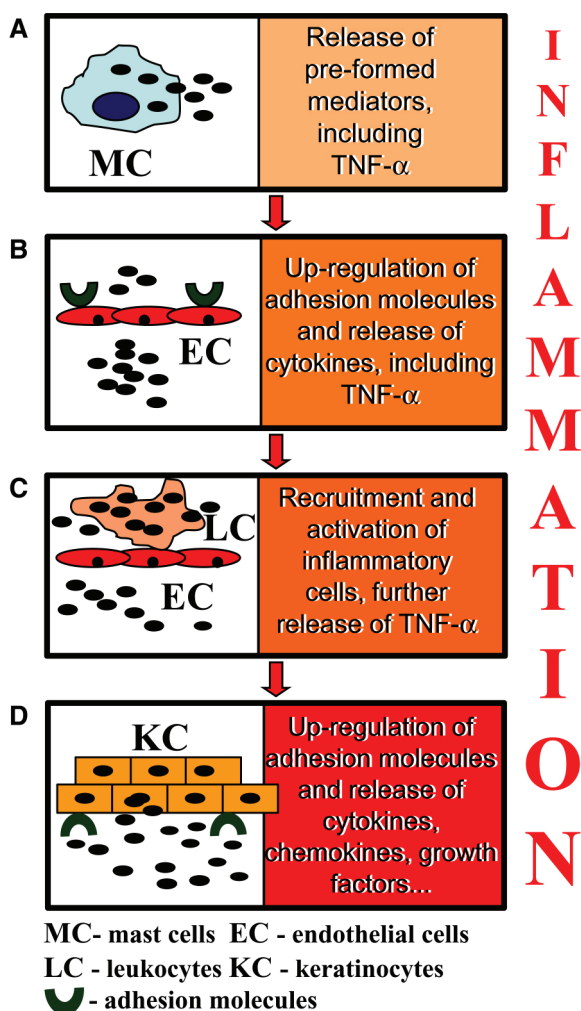 A
MC
Release of
pre-formed
mediators,
including
TNF-α
B
EC
Up-regulation of
adhesion molecules
and release of
cytokines, including
TNF-α
C
LC
EC
Recruitment and
activation of
inflammatory
cells, further
release of TNF-α
D
KC
Up-regulation of
adhesion molecules
and release of
cytokines,
chemokines, growth
factors...
I
N
F
L
A
M
M
A
T
I
O
N
MC- mast cells EC - endothelial cells
LC - leukocytes KC - keratinocytes
- adhesion molecules